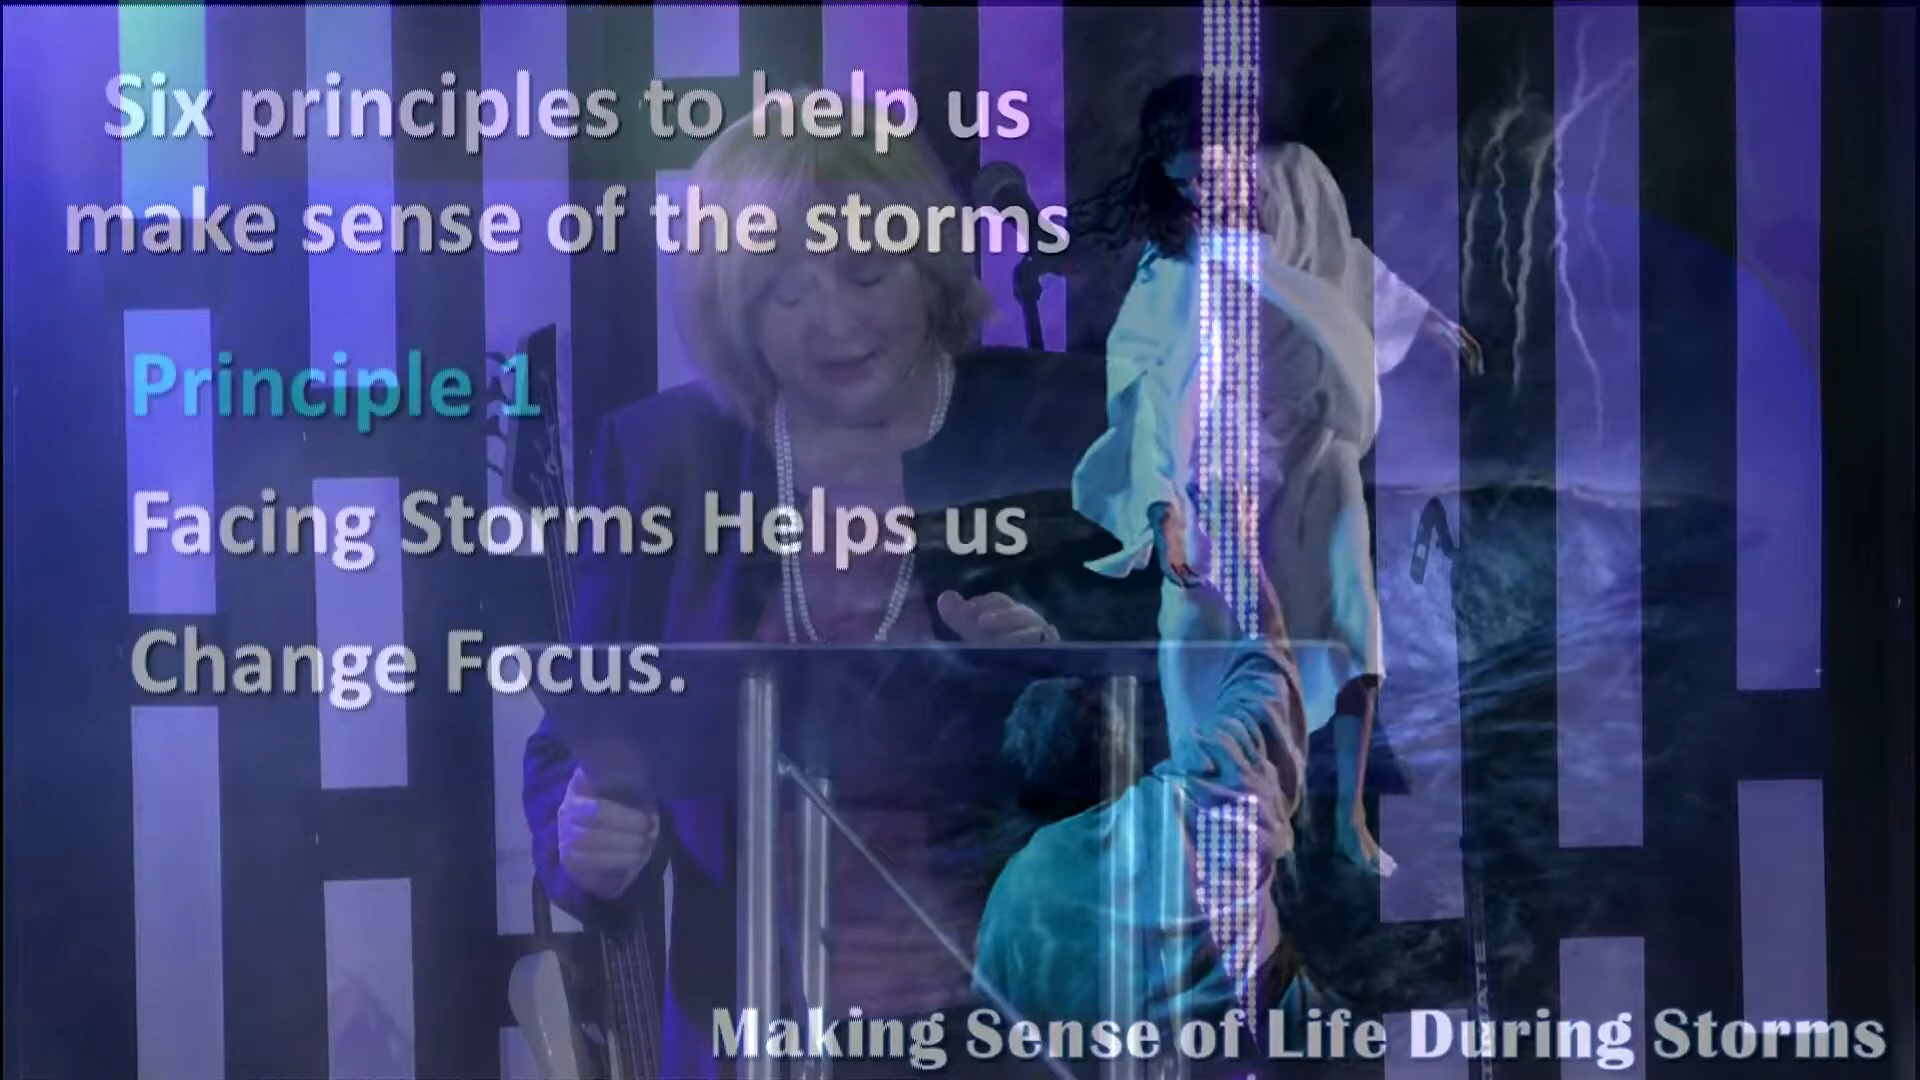 Six principles to help us
make sense of the storms
Principle 1
Facing Storms Helps us
Change Focus.
Making Sense of Life During Storms